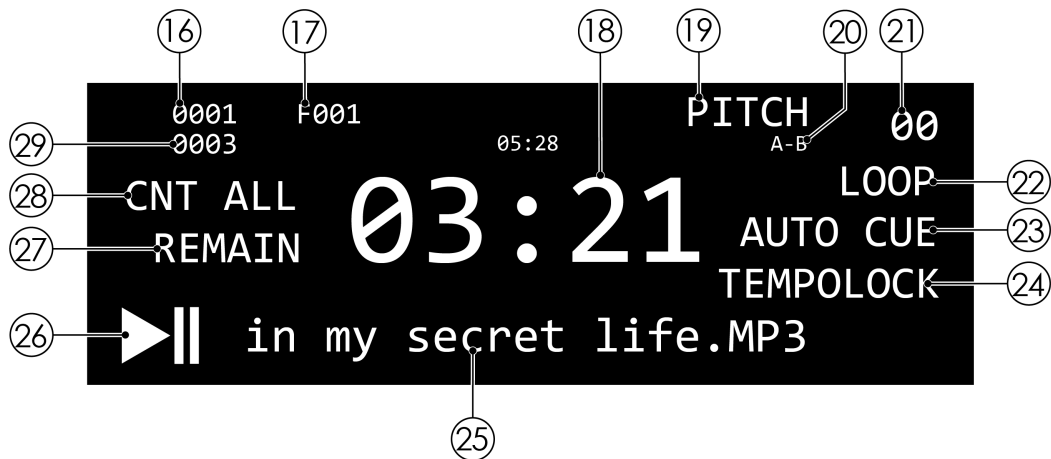 16 17 18 19 20 21
0001 F001 PITCH 00
29 0003 05:28 A-B
28 CNT ALL 03:21 LOOP 22
27 REMAIN AUTO CUE 23
TEMPOLOCK 24
26 in my secret life.MP3
25